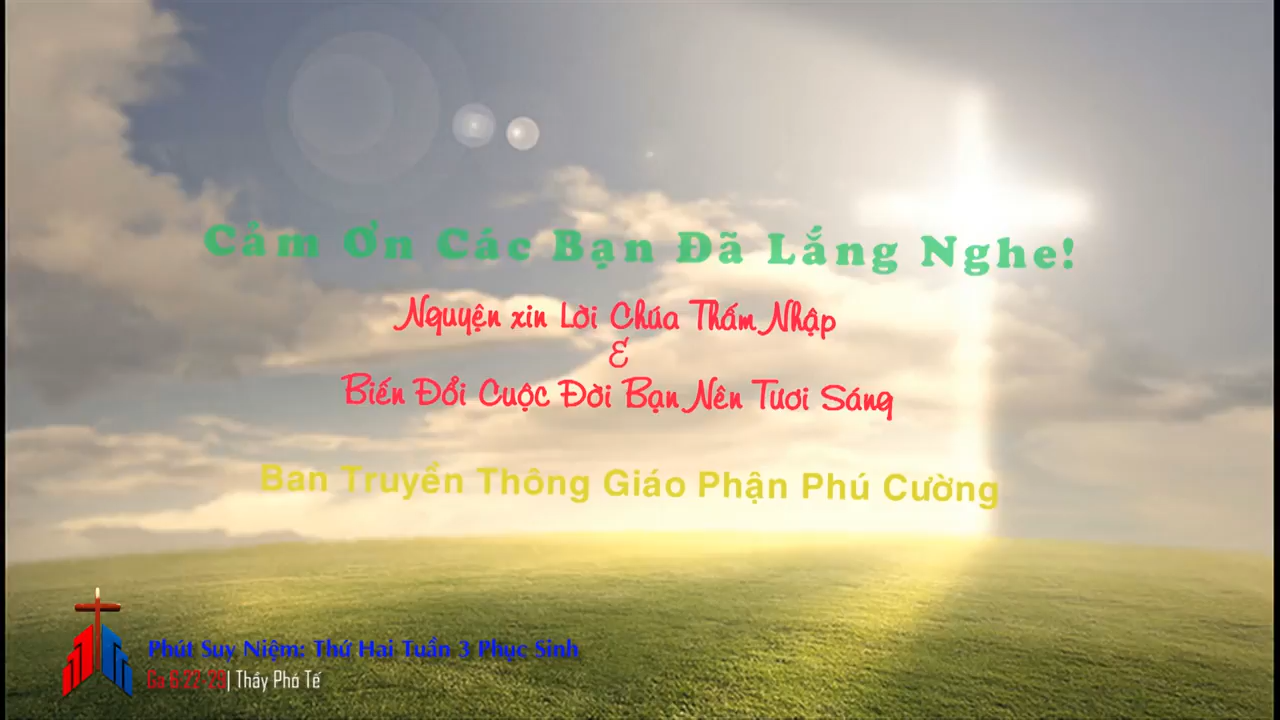 Cảm Ơn Các Bạn Đã Lắng Nghe!
Nguyện xin Lời Chúa Thấm Nhập
&
Biến Đổi Cuộc Đời Bạn Nên Tươi Sáng
Ban Truyền Thông Giáo Phận Phú Cường
Phút Suy Niệm: Thứ Hai Tuần 3 Phục Sinh
Ga 6:22-29| Thầy Phó Tế